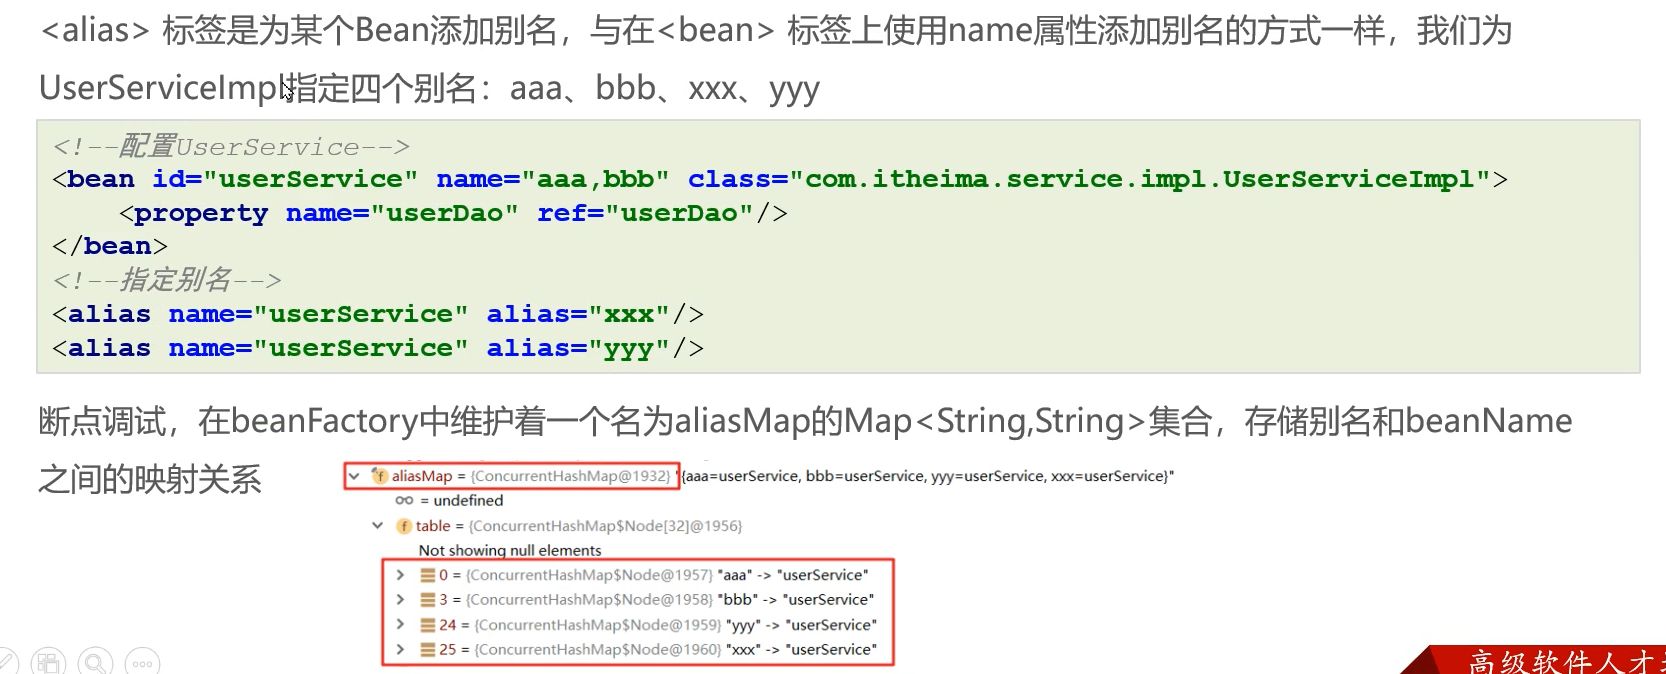 <alias> 标签是为某个Bean添加别名，与在<bean> 标签上使用name属性添加别名的方式一样，我们为
UserServiceImpl指定四个别名：aaa、bbb、xxx、yyy
<!--配置UserService-->
<bean id="userService" name="aaa,bbb" class="com.itheima.service.impl.UserServiceImpl">
    <property name="userDao" ref="userDao"/>
</bean>
<!--指定别名-->
<alias name="userService" alias="xxx"/>
<alias name="userService" alias="yyy"/>
断点调试，在beanFactory中维护着一个名为aliasMap的Map<String,String>集合，存储别名和beanName
之间的映射关系
aliasMap = {ConcurrentHashMap@1932} "{aaa=userService, bbb=userService, yyy=userService, xxx=userService}"
= undefined
table = {ConcurrentHashMap$Node[32]@1956}
Not showing null elements
0 = {ConcurrentHashMap$Node@1957} "aaa" -> "userService"
3 = {ConcurrentHashMap$Node@1958} "bbb" -> "userService"
24 = {ConcurrentHashMap$Node@1959} "yyy" -> "userService"
25 = {ConcurrentHashMap$Node@1960} "xxx" -> "userService"
高级软件人才